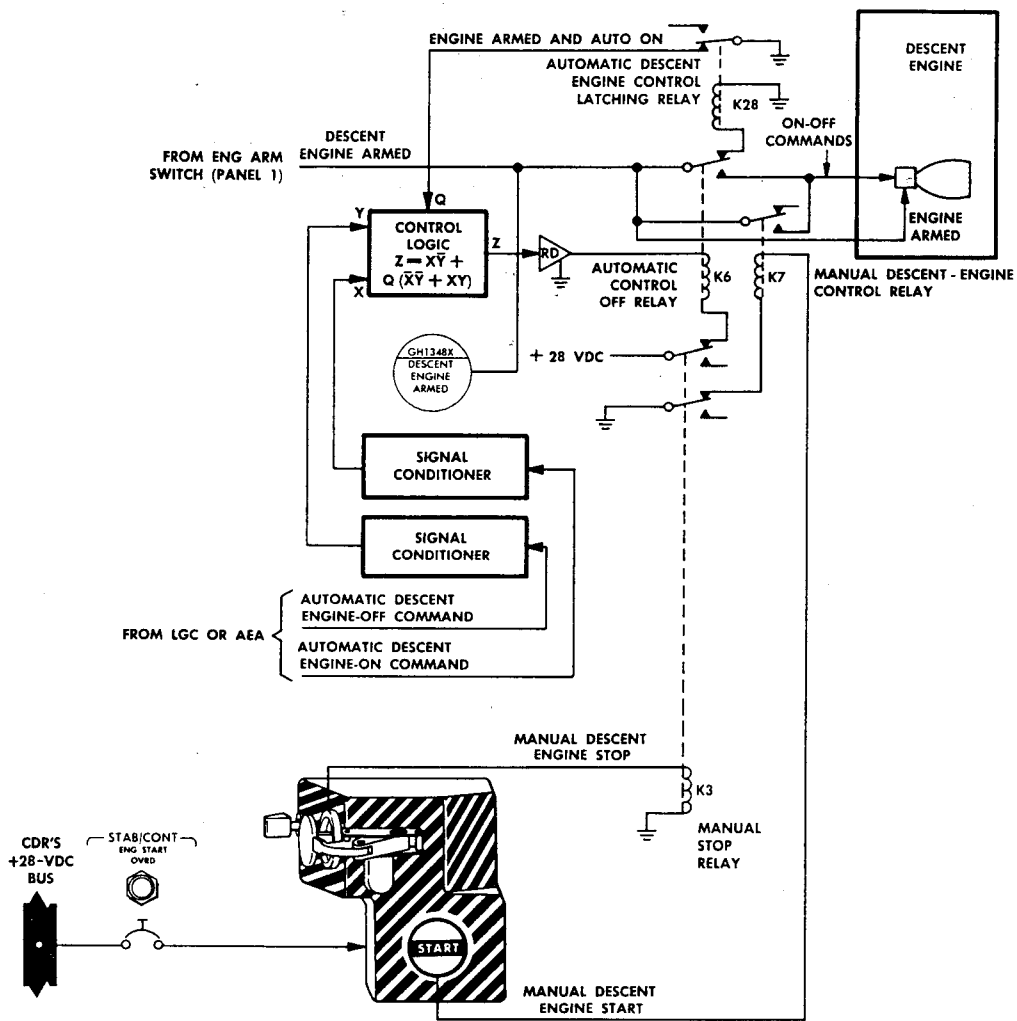 ENGINE ARMED AND AUTO ON
AUTOMATIC DESCENT
ENGINE CONTROL
LATCHING RELAY
K28
DESCENT
ENGINE
ON-OFF
COMMANDS
DESCENT
ENGINE ARMED
FROM ENG ARM
SWITCH (PANEL 1)
ENGINE
ARMED
Y
Q
CONTROL
LOGIC
Z = XȲ +
Q (X̄Ȳ + XY)
X
Z
RD
AUTOMATIC
CONTROL
OFF RELAY
K6
K7
MANUAL DESCENT - ENGINE
CONTROL RELAY
GH1348X
DESCENT
ENGINE
ARMED
+ 28 VDC
SIGNAL
CONDITIONER
SIGNAL
CONDITIONER
FROM LGC OR AEA
AUTOMATIC DESCENT
ENGINE-OFF COMMAND
AUTOMATIC DESCENT
ENGINE-ON COMMAND
MANUAL DESCENT
ENGINE STOP
K3
MANUAL
STOP
RELAY
CDR'S
+28-VDC
BUS
STAB/CONT
ENG START
OVRD
START
MANUAL DESCENT
ENGINE START